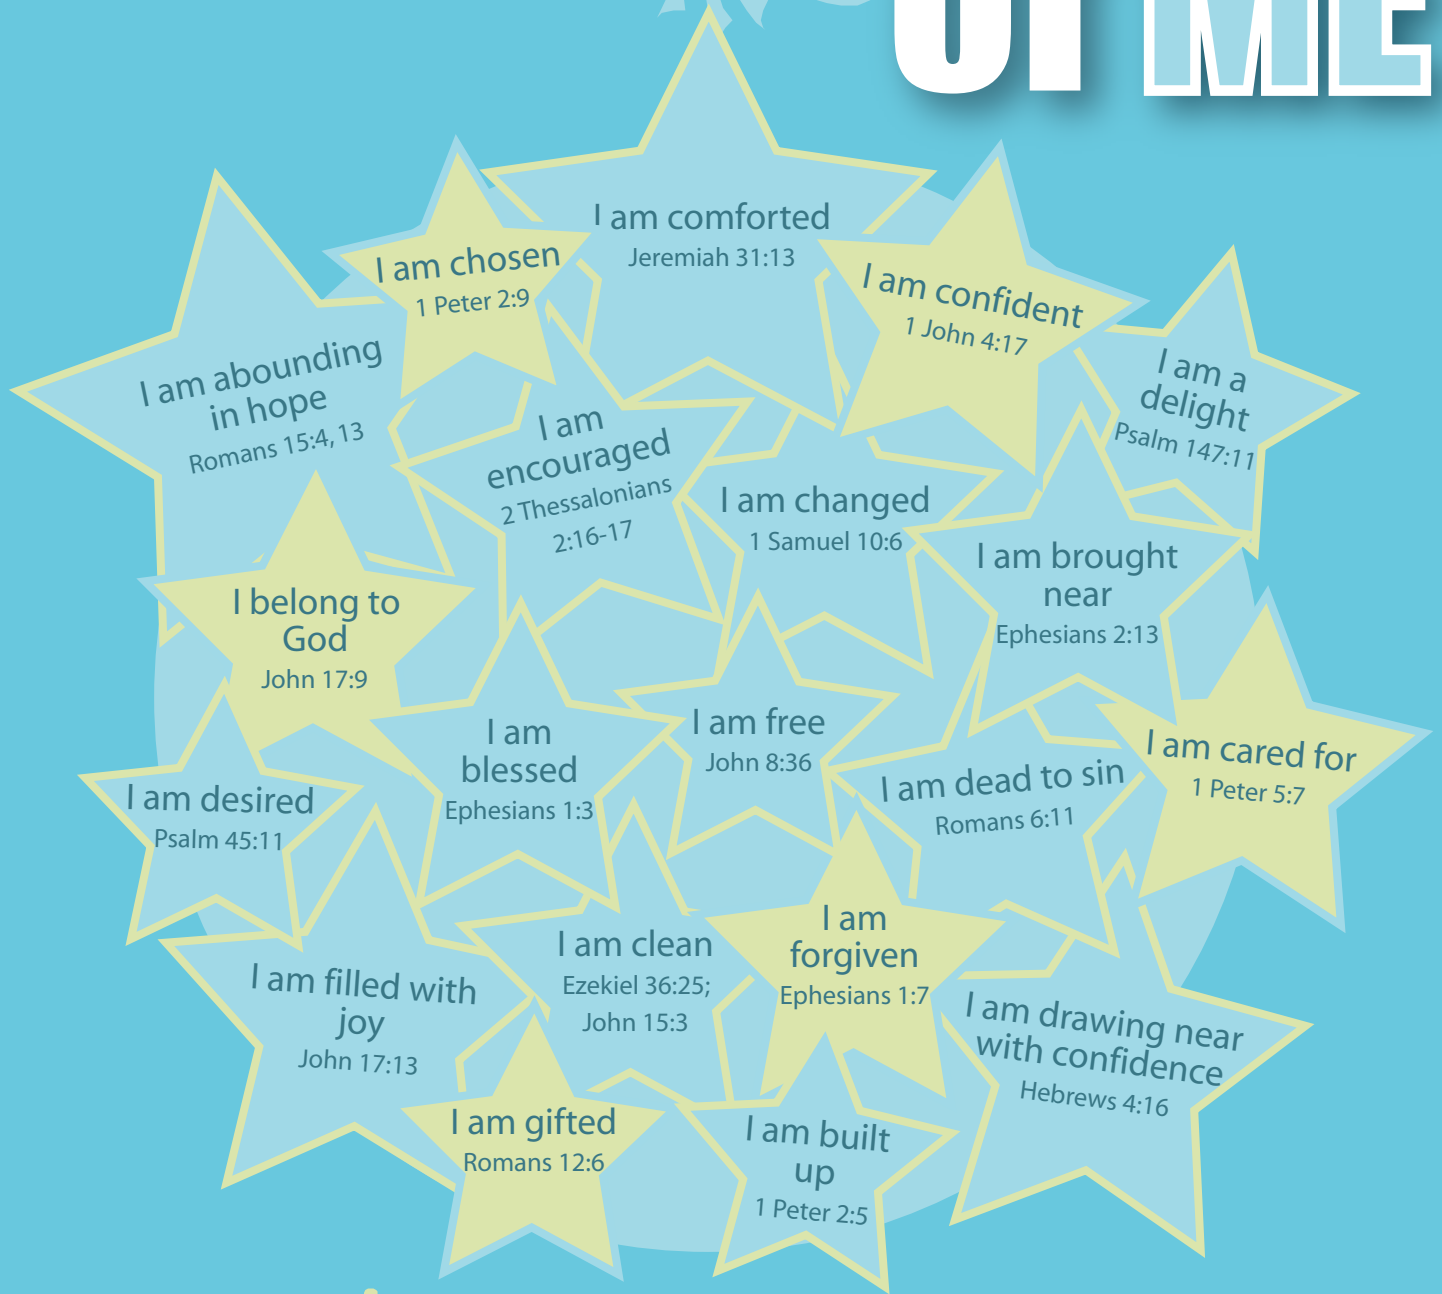 OF ME
I am comforted
Jeremiah 31:13
I am chosen
1 Peter 2:9
I am confident
1 John 4:17
I am abounding
in hope
Romans 15:4, 13
I am a
delight
Psalm 147:11
I am
encouraged
2 Thessalonians
2:16-17
I am changed
1 Samuel 10:6
I am brought
near
Ephesians 2:13
I belong to
God
John 17:9
I am
blessed
Ephesians 1:3
I am free
John 8:36
I am dead to sin
Romans 6:11
I am cared for
1 Peter 5:7
I am desired
Psalm 45:11
I am filled with
joy
John 17:13
I am clean
Ezekiel 36:25;
John 15:3
I am
forgiven
Ephesians 1:7
I am drawing near
with confidence
Hebrews 4:16
I am gifted
Romans 12:6
I am built
up
1 Peter 2:5